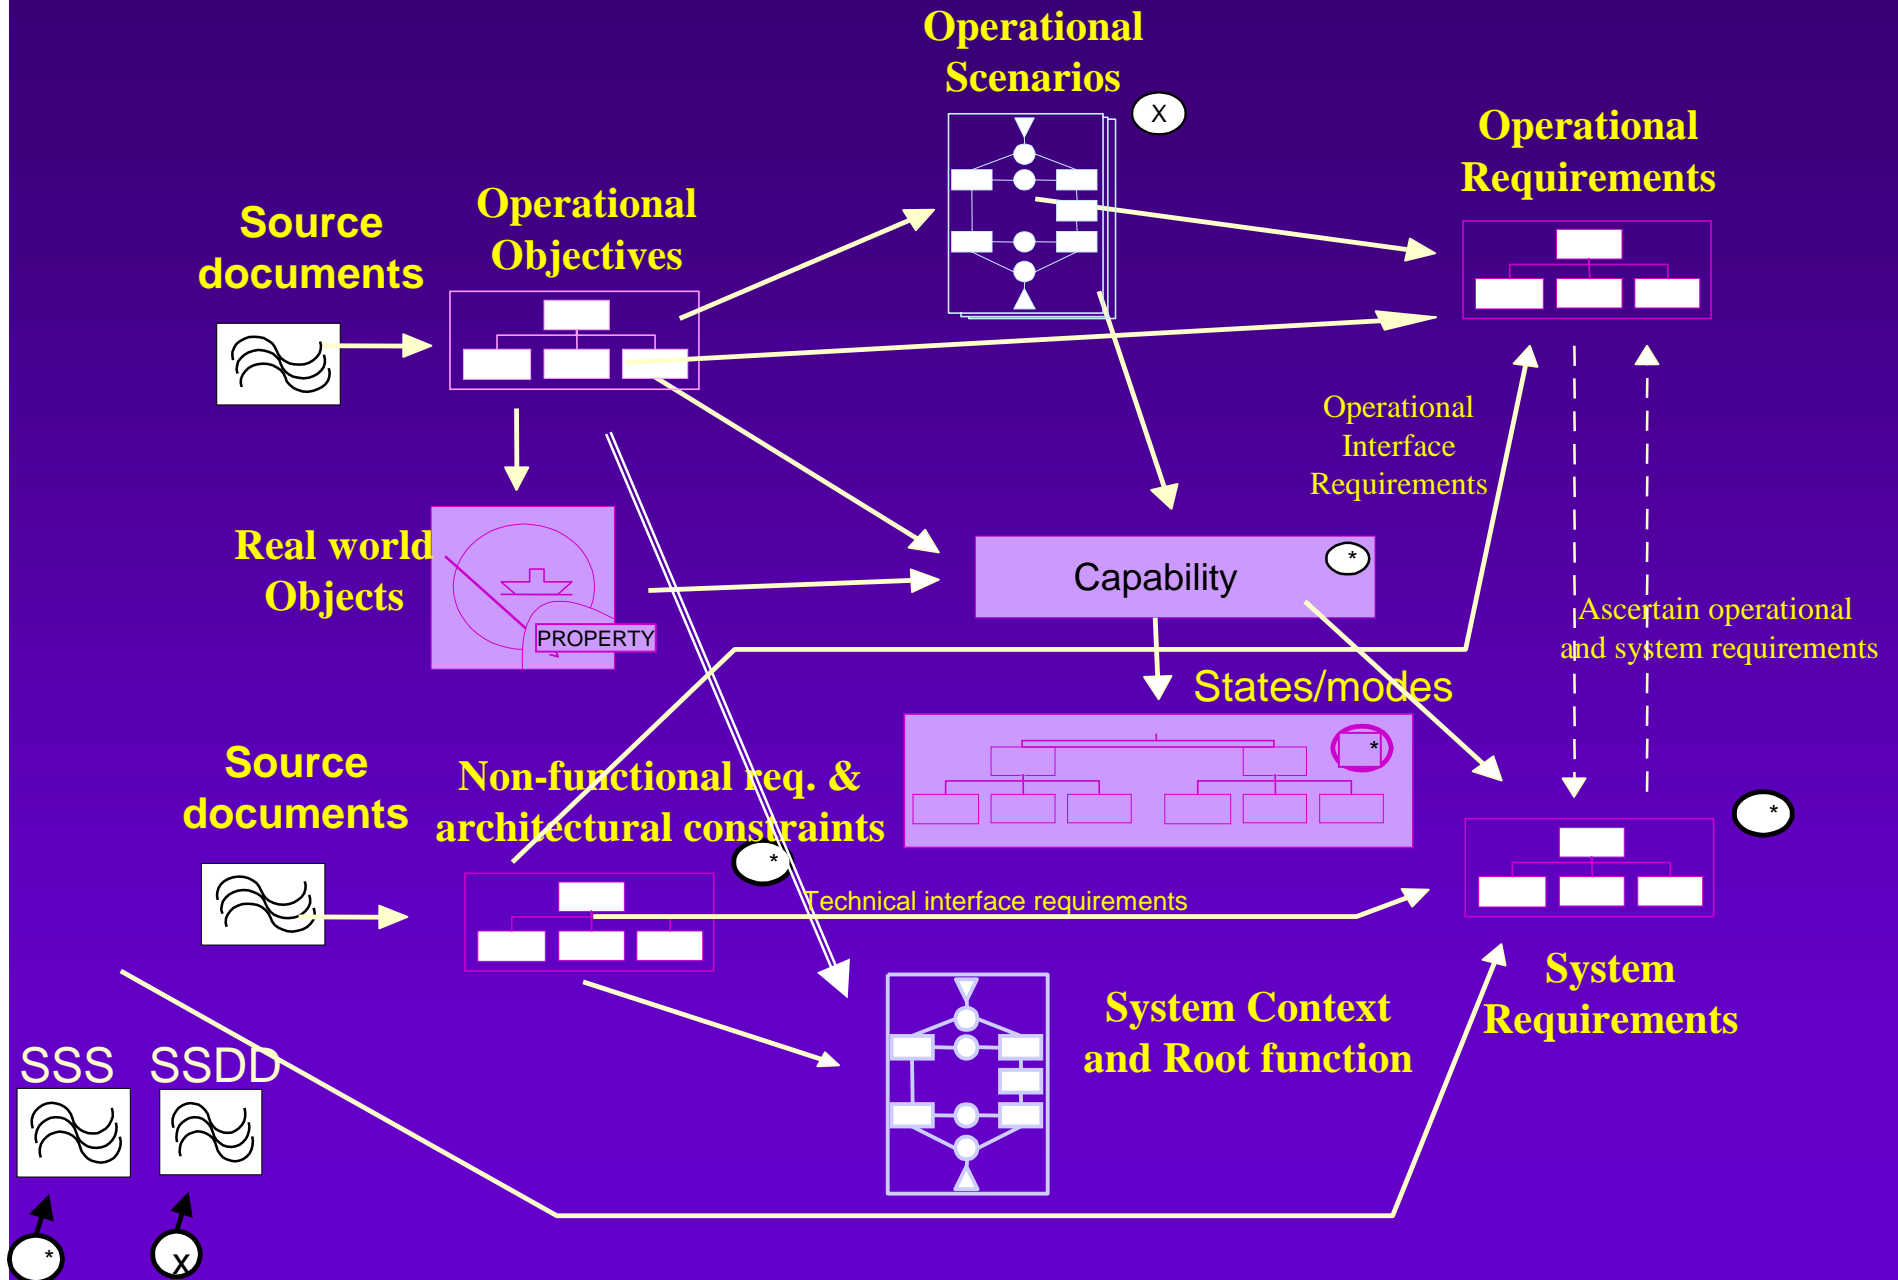 Operational
Scenarios
X
Operational
Requirements
Operational
Objectives
Source
documents
Operational
Interface
Requirements
Real world
Objects
PROPERTY
Capability
*
Ascertain operational
and system requirements
States/modes
*
Source
documents
Non-functional req. &
architectural constraints
*
*
Technical interface requirements
System
Requirements
System Context
and Root function
SSS
SSDD
*
X